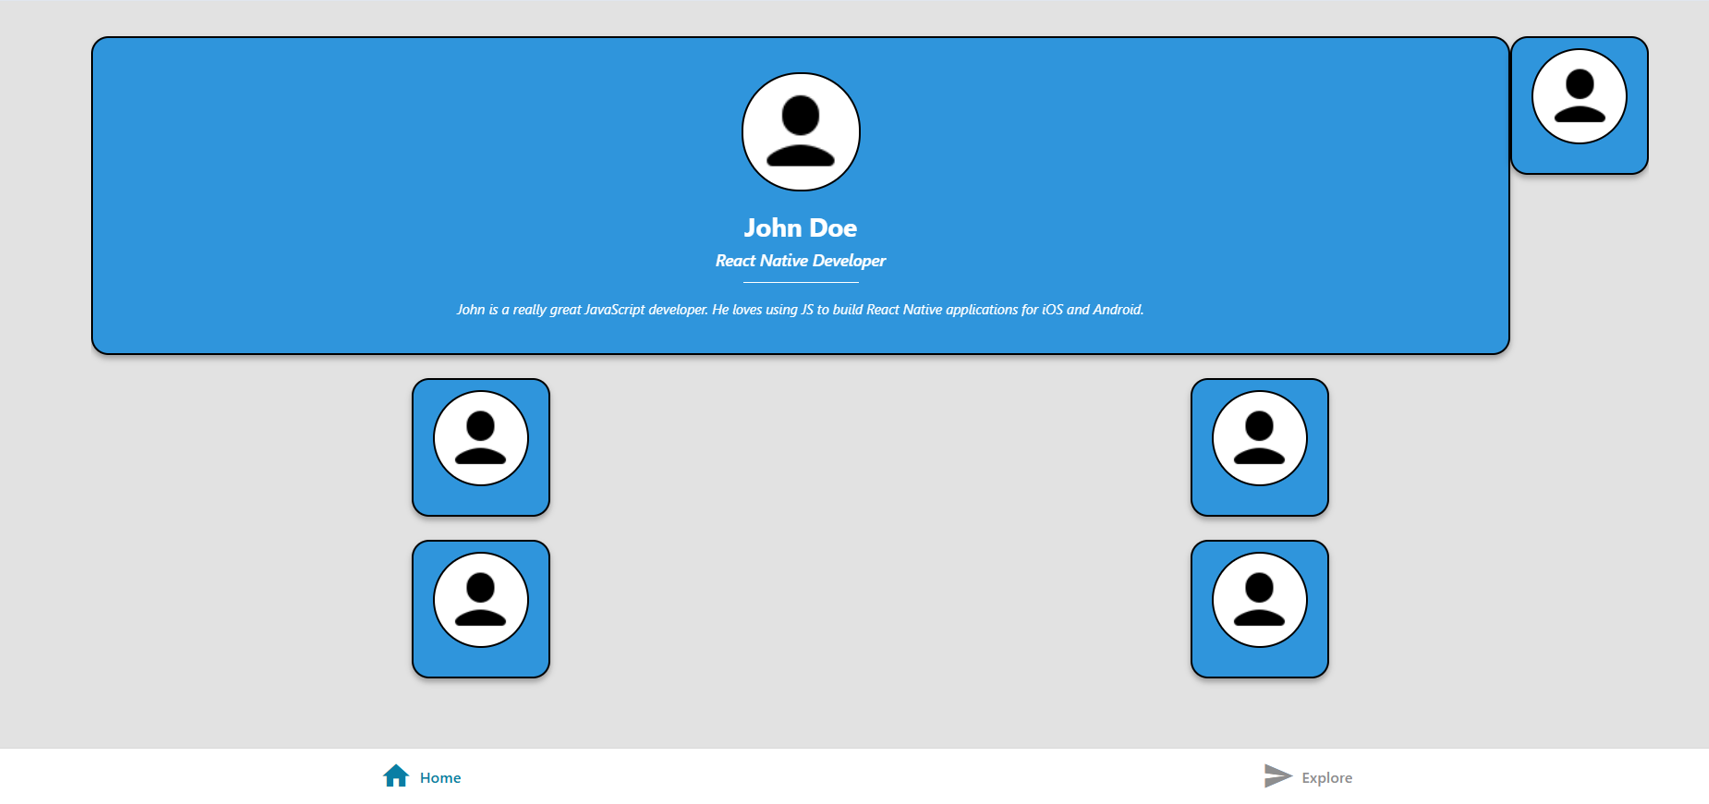 John Doe
React Native Developer
John is a really great JavaScript developer. He loves using JS to build React Native applications for iOS and Android.
Home
Explore